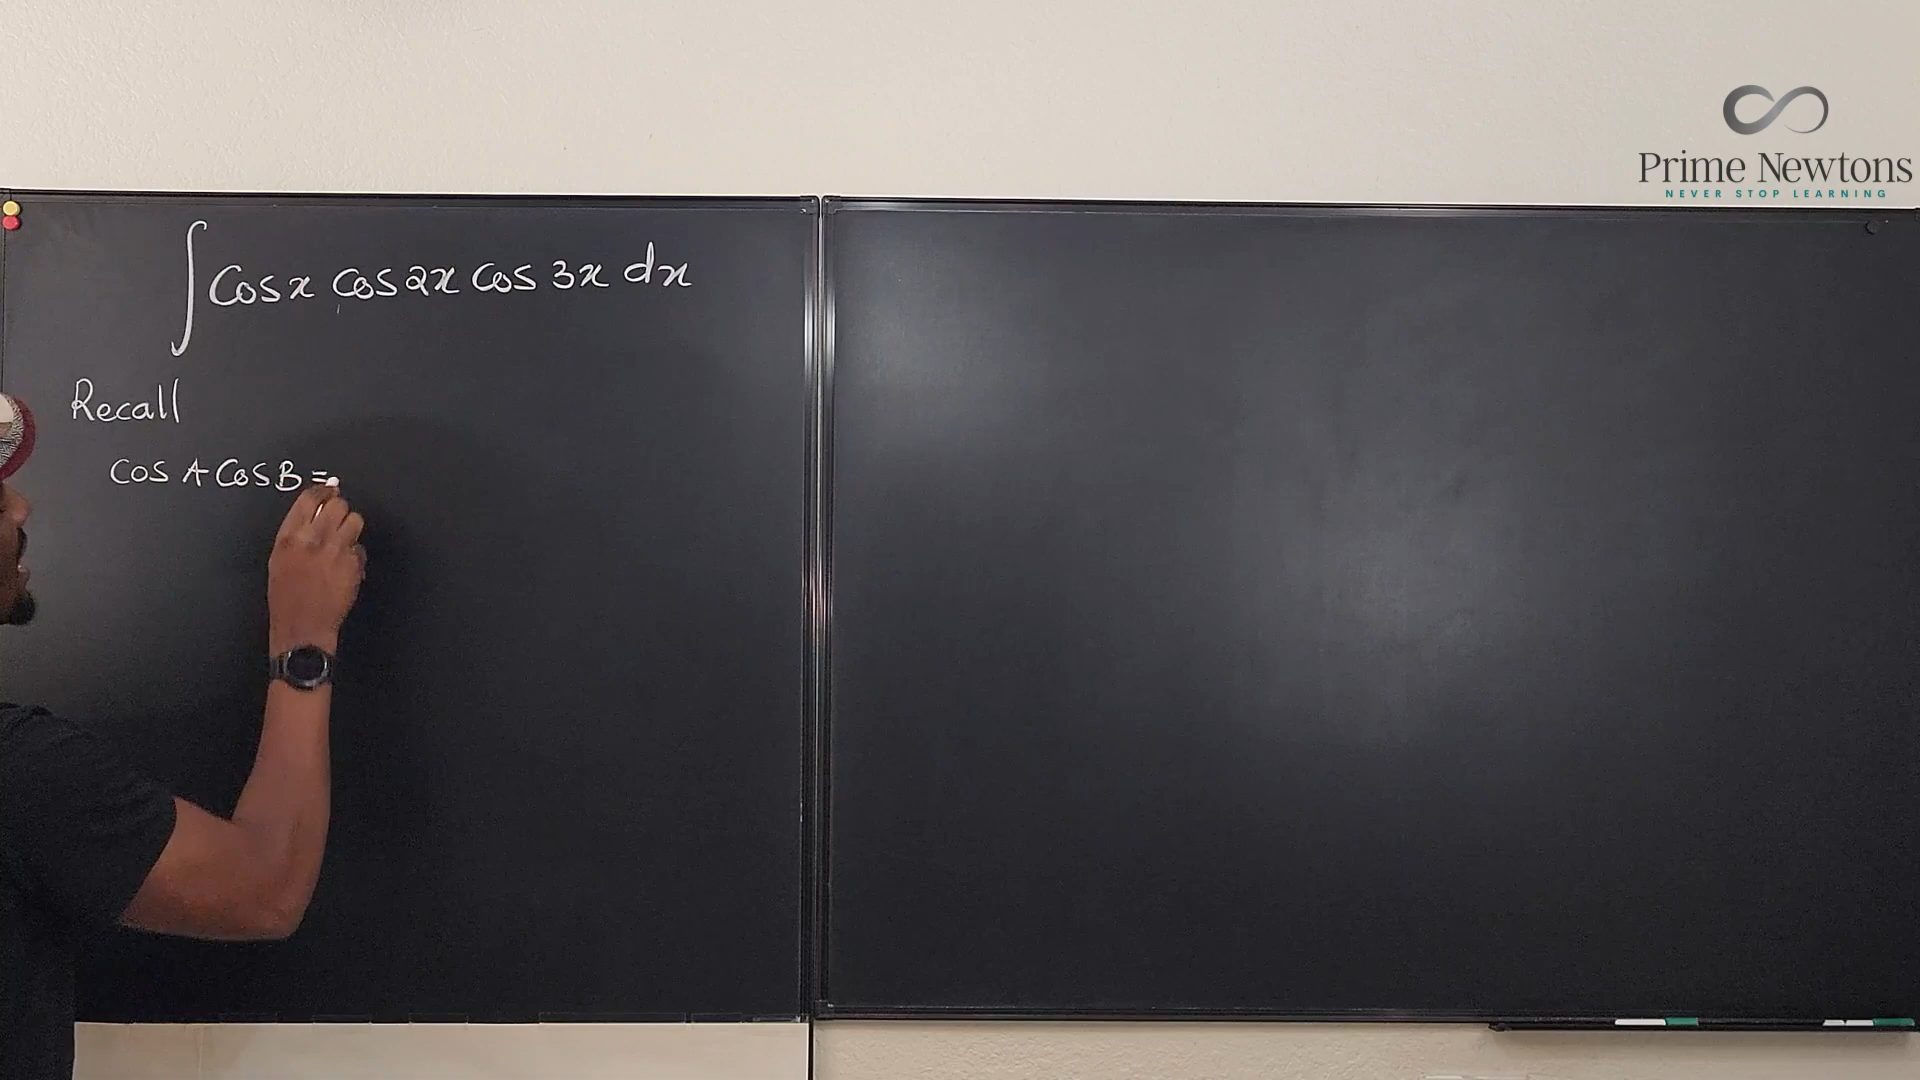 Prime Newtons
NEVER STOP LEARNING
∫ Cos x Cos 2x Cos 3x dx
Recall
Cos A Cos B =